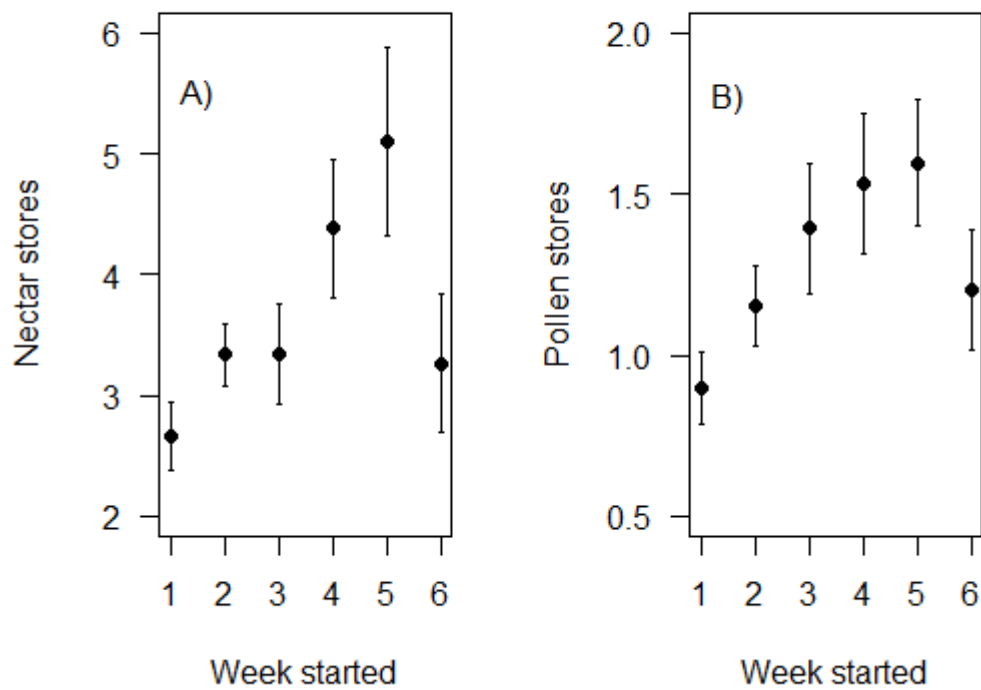 A)
Nectar stores
6
5
4
3
2
1 2 3 4 5 6
Week started
B)
Pollen stores
2.0
1.5
1.0
0.5
1 2 3 4 5 6
Week started